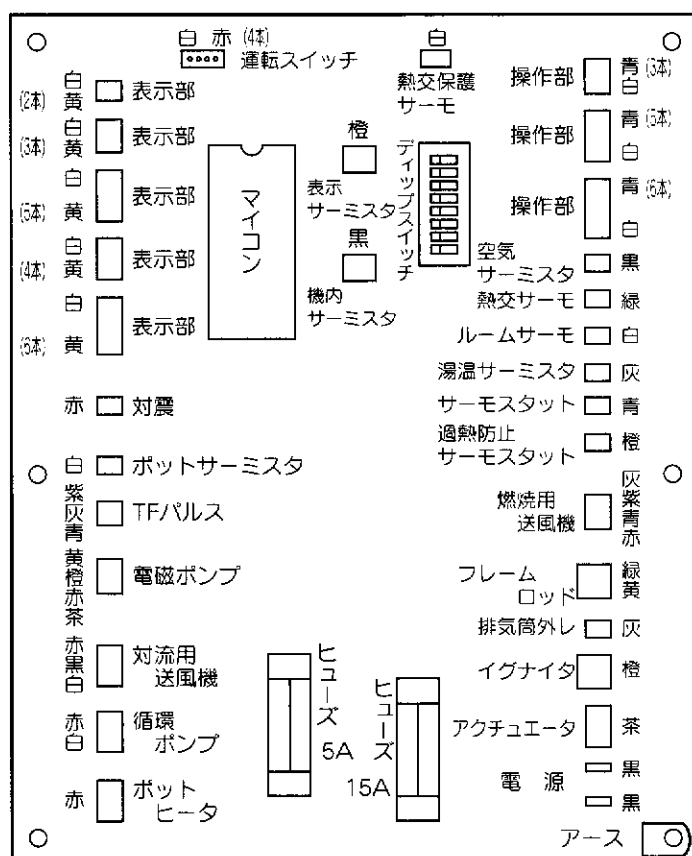 白 赤 (4本)
運転スイッチ
白
熱交保護
サーモ
白
(2本) 黄 表示部
白
(3本) 黄 表示部
白
(5本) 黄 表示部
白
(4本) 黄 表示部
白
(6本) 黄 表示部
マイコン
橙
表示
サーミスタ
黒
機内
サーミスタ
ディップスイッチ
操作部 青 (3本)
白
操作部 青 (5本)
白
操作部 青 (6本)
白
空気
サーミスタ 黒
熱交サーモ 緑
ルームサーモ 白
湯温サーミスタ 灰
サーモスタット 青
過熱防止
サーモスタット 橙
燃焼用
送風機
灰紫青赤
フレーム
ロッド
緑黄
排気筒外レ 灰
イグナイタ 橙
アクチュエータ 茶
電源 黒
黒
アース
赤 対震
白 ポットサーミスタ
紫灰青 TFパルス
黄橙赤茶 電磁ポンプ
赤黒白 対流用
送風機
赤白 循環
ポンプ
赤 ポット
ヒータ
ヒューズ
5A
ヒューズ
15A